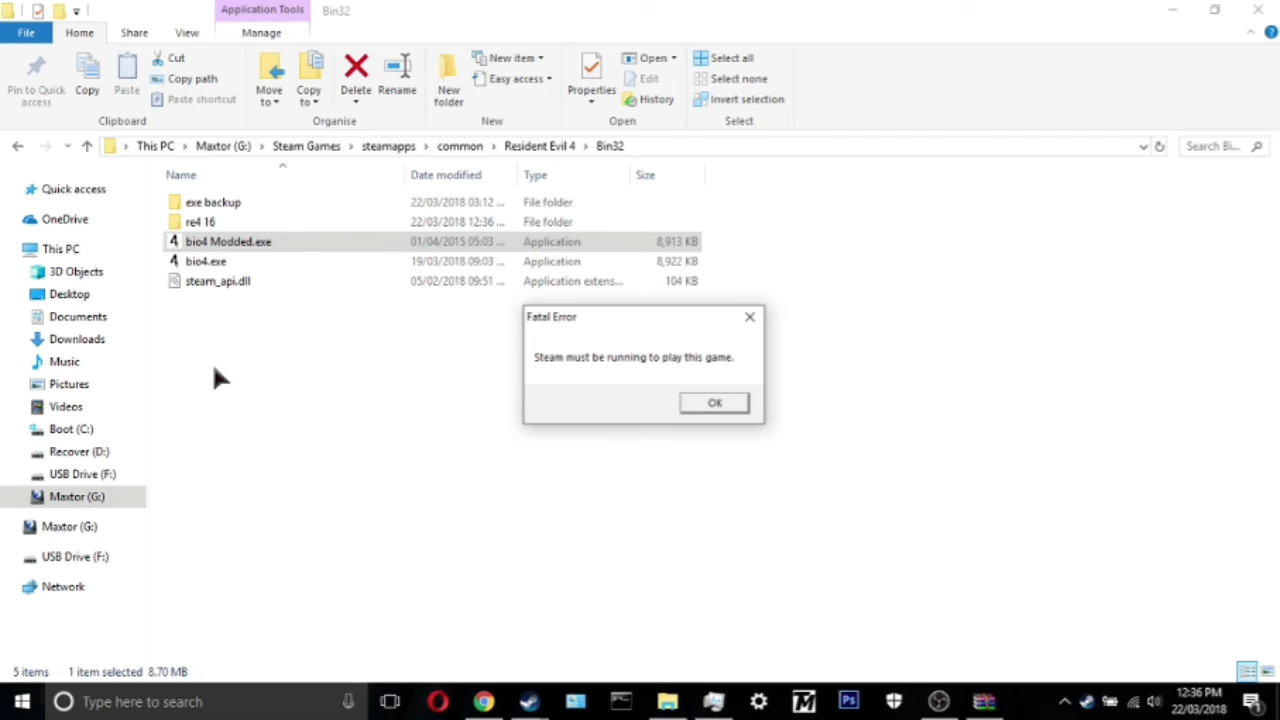 Application Tools
Bin32
File
Home
Share
View
Manage
Pin to Quick access
Copy
Paste
Cut
Copy path
Paste shortcut
Clipboard
Move to
Copy to
Delete
Rename
Organise
New folder
New item
Easy access
New
Properties
Open
Edit
History
Open
Select all
Select none
Invert selection
Select
This PC > Maxtor (G:) > Steam Games > steamapps > common > Resident Evil 4 > Bin32
Search Bi...
Name Date modified Type Size
exe backup 22/03/2018 03:12 ... File folder
re4 16 22/03/2018 12:36 ... File folder
bio4 Modded.exe 01/04/2015 05:03 ... Application 8,913 KB
bio4.exe 19/03/2018 09:03 ... Application 8,922 KB
steam_api.dll 05/02/2018 09:51 ... Application extens... 104 KB
Quick access
OneDrive
This PC
3D Objects
Desktop
Documents
Downloads
Music
Pictures
Videos
Boot (C:)
Recover (D:)
USB Drive (F:)
Maxtor (G:)
Maxtor (G:)
USB Drive (F:)
Network
Fatal Error
Steam must be running to play this game.
OK
5 items 1 item selected 8.70 MB
Type here to search
Ps
12:36 PM
22/03/2018